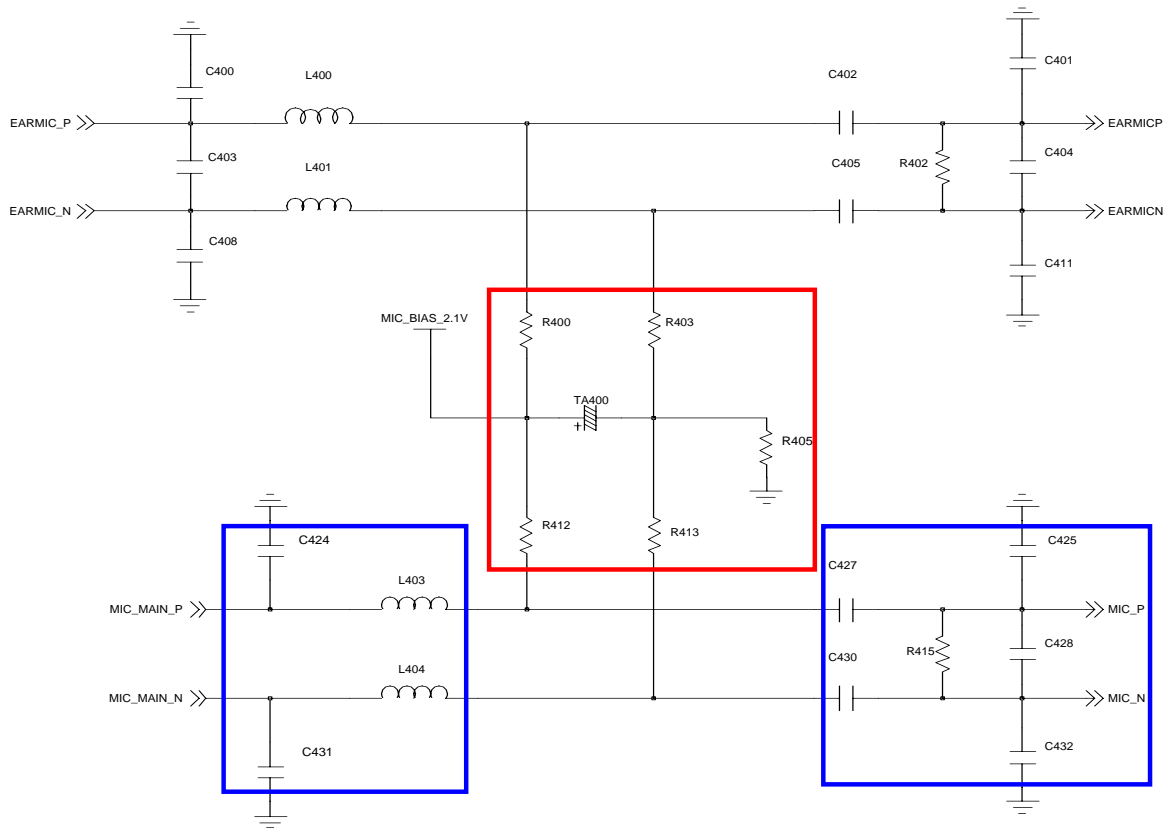 C400
L400
C402
C401
EARMIC_P
EARMICP
C403
L401
C405
R402
C404
EARMIC_N
EARMICN
C408
C411
MIC_BIAS_2.1V
R400
R403
TA400
+
R405
R412
R413
C424
C425
L403
C427
MIC_MAIN_P
MIC_P
L404
C430
R415
C428
MIC_MAIN_N
MIC_N
C431
C432